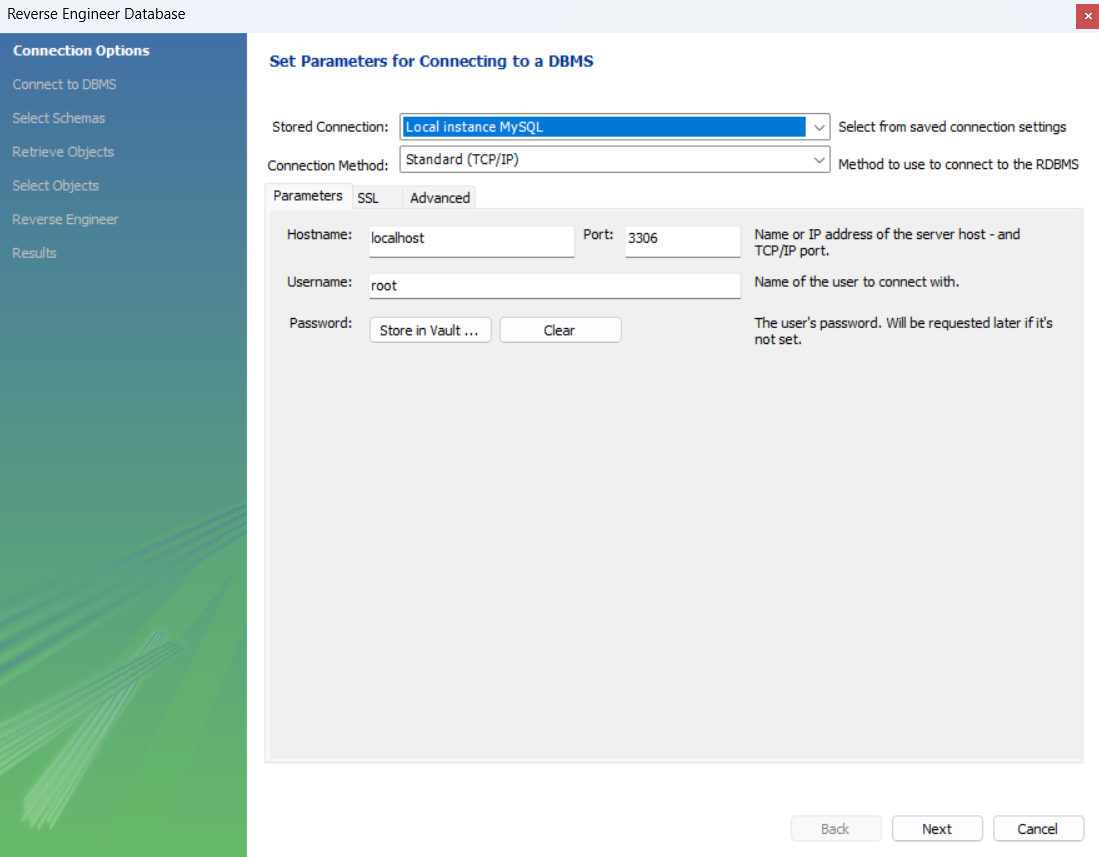 Reverse Engineer Database
Connection Options
Connect to DBMS
Select Schemas
Retrieve Objects
Select Objects
Reverse Engineer
Results
Set Parameters for Connecting to a DBMS
Stored Connection: Local instance MySQL Select from saved connection settings
Connection Method: Standard (TCP/IP) Method to use to connect to the RDBMS
Parameters SSL Advanced
Hostname: localhost Port: 3306 Name or IP address of the server host - and
TCP/IP port.
Username: root Name of the user to connect with.
Password: Store in Vault ... Clear The user's password. Will be requested later if it's
not set.
Back Next Cancel